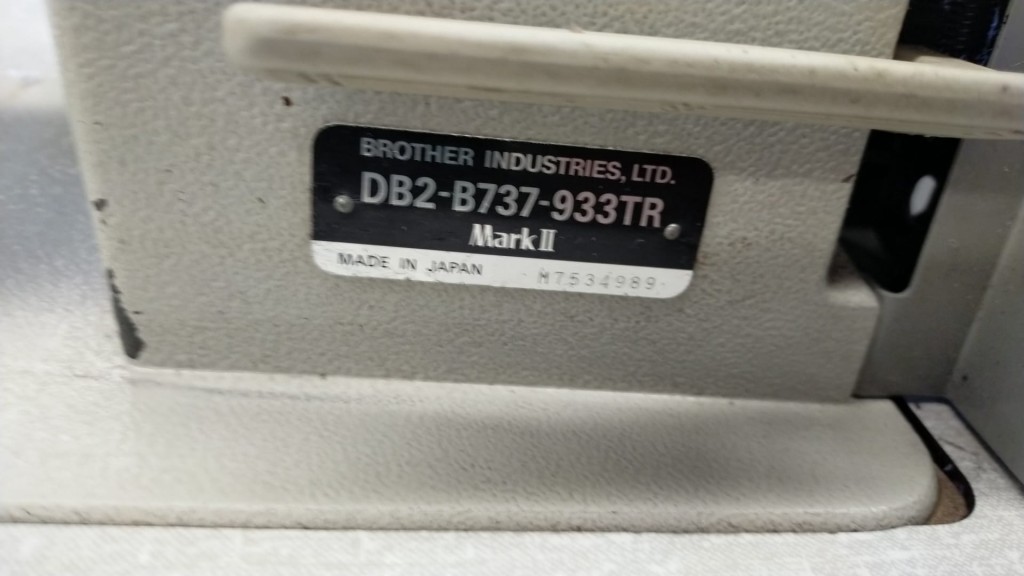 BROTHER INDUSTRIES, LTD.
DB2-B737-933TR
Mark II
MADE IN JAPAN M7534989